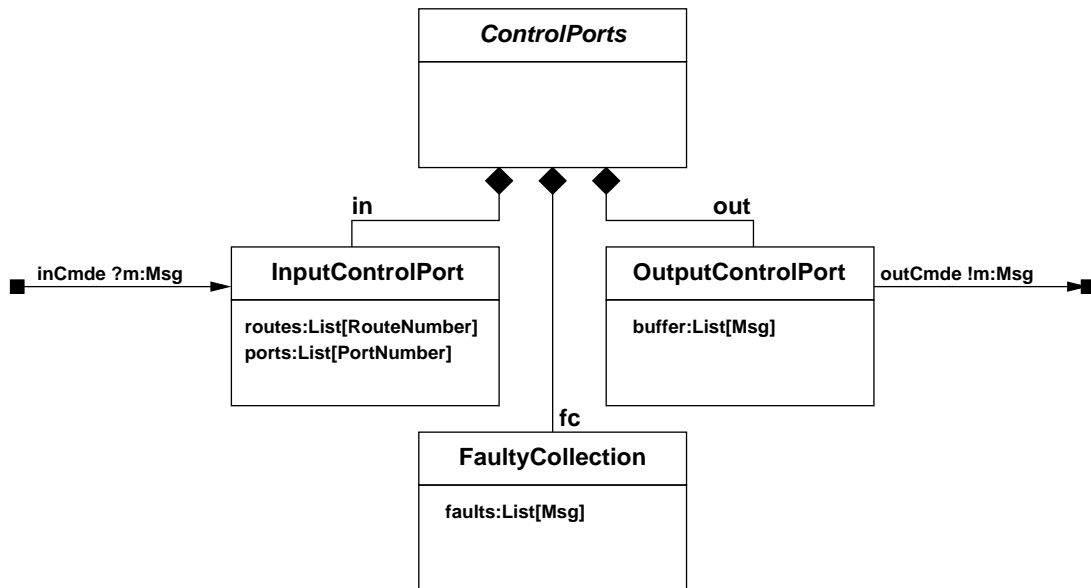 ControlPorts
in
out
inCmde ?m:Msg
InputControlPort
OutputControlPort
outCmde !m:Msg
routes:List[RouteNumber]
ports:List[PortNumber]
buffer:List[Msg]
fc
FaultyCollection
faults:List[Msg]